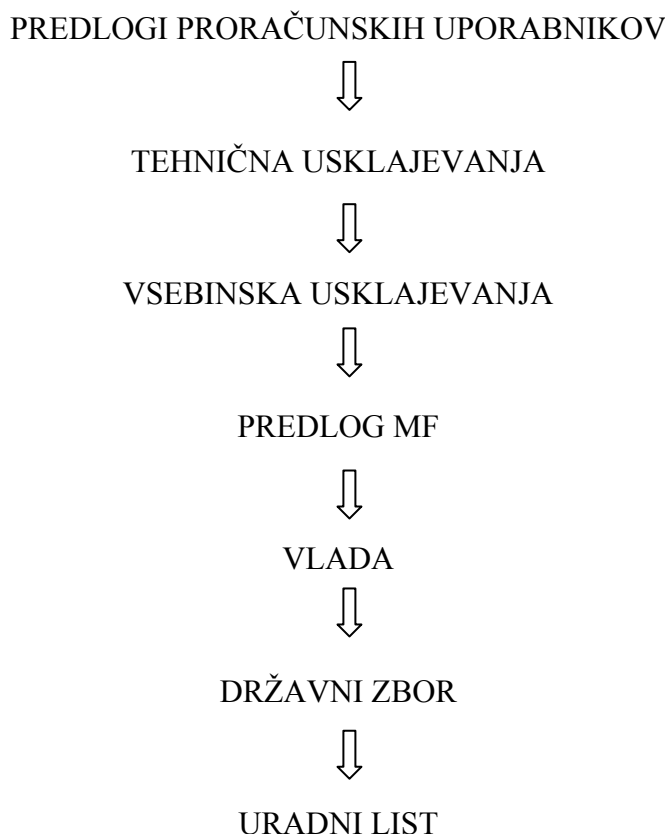 PREDLOGI PRORAČUNSKIH UPORABNIKOV
TEHNIČNA USKLAJEVANJA
VSEBINSKA USKLAJEVANJA
PREDLOG MF
VLADA
DRŽAVNI ZBOR
URADNI LIST